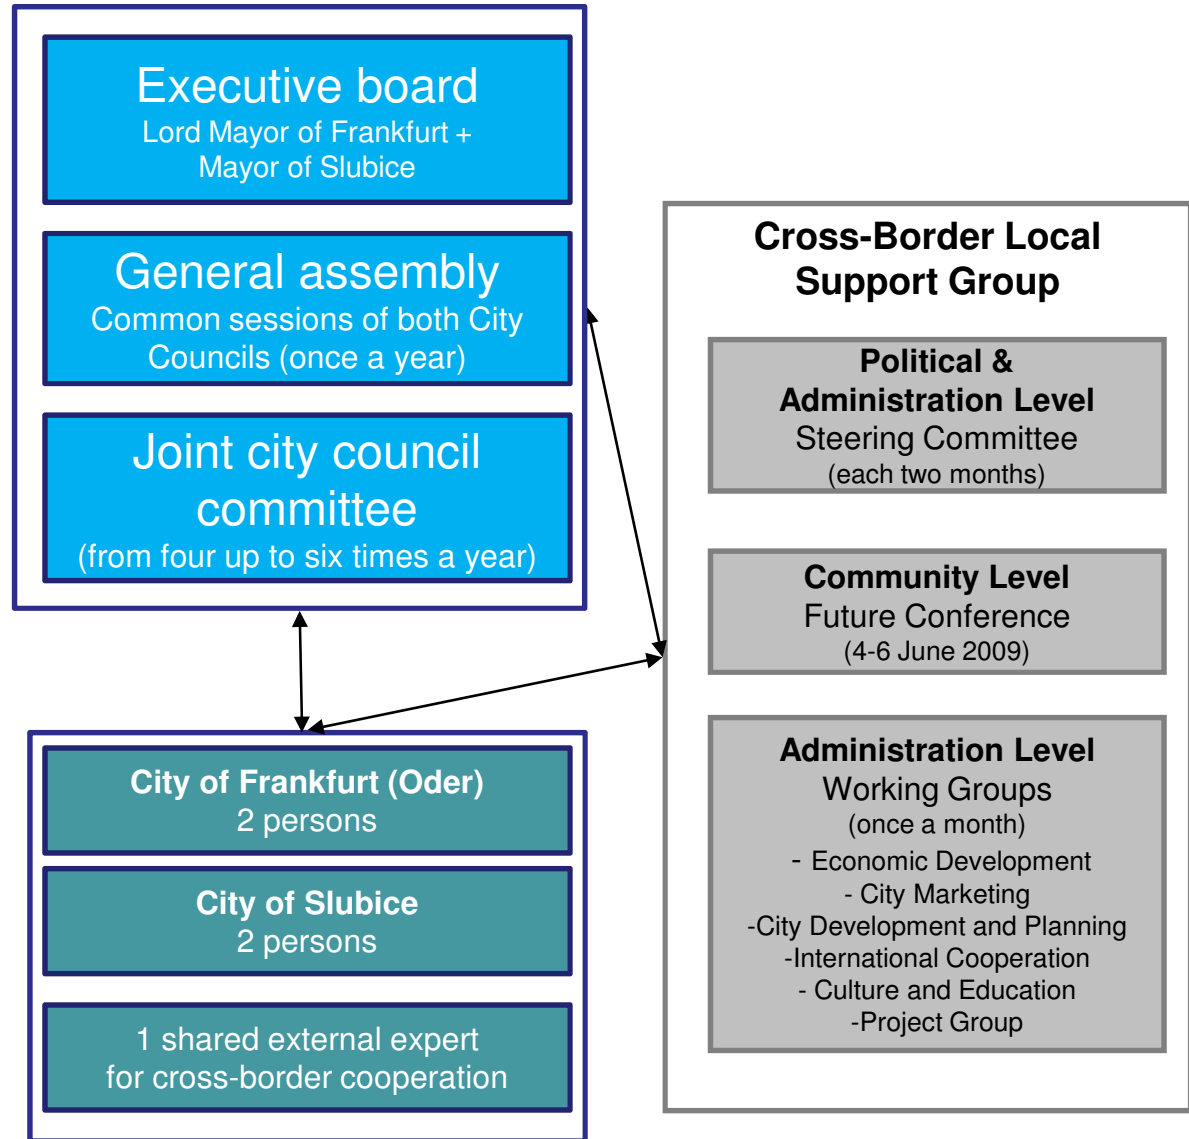 Executive board
Lord Mayor of Frankfurt +
Mayor of Slubice
General assembly
Common sessions of both City
Councils (once a year)
Joint city council
committee
(from four up to six times a year)
City of Frankfurt (Oder)
2 persons
City of Slubice
2 persons
1 shared external expert
for cross-border cooperation
Cross-Border Local
Support Group
Political &
Administration Level
Steering Committee
(each two months)
Community Level
Future Conference
(4-6 June 2009)
Administration Level
Working Groups
(once a month)
- Economic Development
- City Marketing
-City Development and Planning
-International Cooperation
- Culture and Education
-Project Group